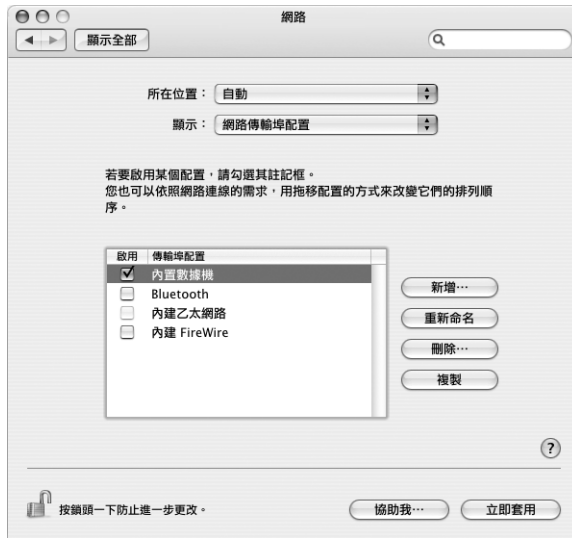 網路
顯示全部
所在位置：自動
顯示：網路傳輸埠配置
若要啟用某個配置，請勾選其註記框。
您也可以依照網路連線的需求，用拖移配置的方式來改變它們的排列順
序。
啟用 傳輸埠配置
內置數據機
Bluetooth
內建乙太網路
內建 FireWire
新增…
重新命名
刪除…
複製
?
按鎖頭一下防止進一步更改。
協助我…
立即套用